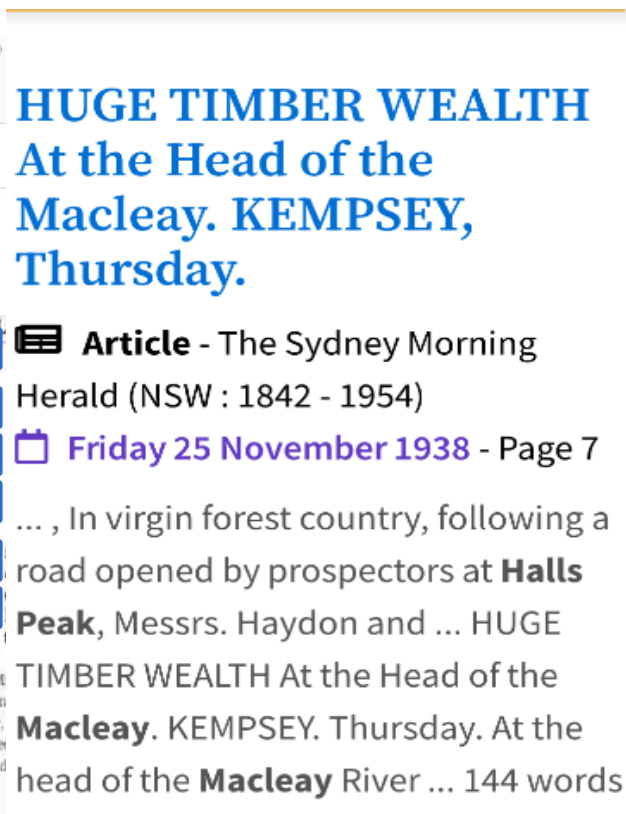 HUGE TIMBER WEALTH
At the Head of the
Macleay. KEMPSEY,
Thursday.
Article - The Sydney Morning
Herald (NSW : 1842 - 1954)
Friday 25 November 1938 - Page 7
... , In virgin forest country, following a
road opened by prospectors at Halls
Peak, Messrs. Haydon and ... HUGE
TIMBER WEALTH At the Head of the
Macleay. KEMPSEY. Thursday. At the
head of the Macleay River ... 144 words